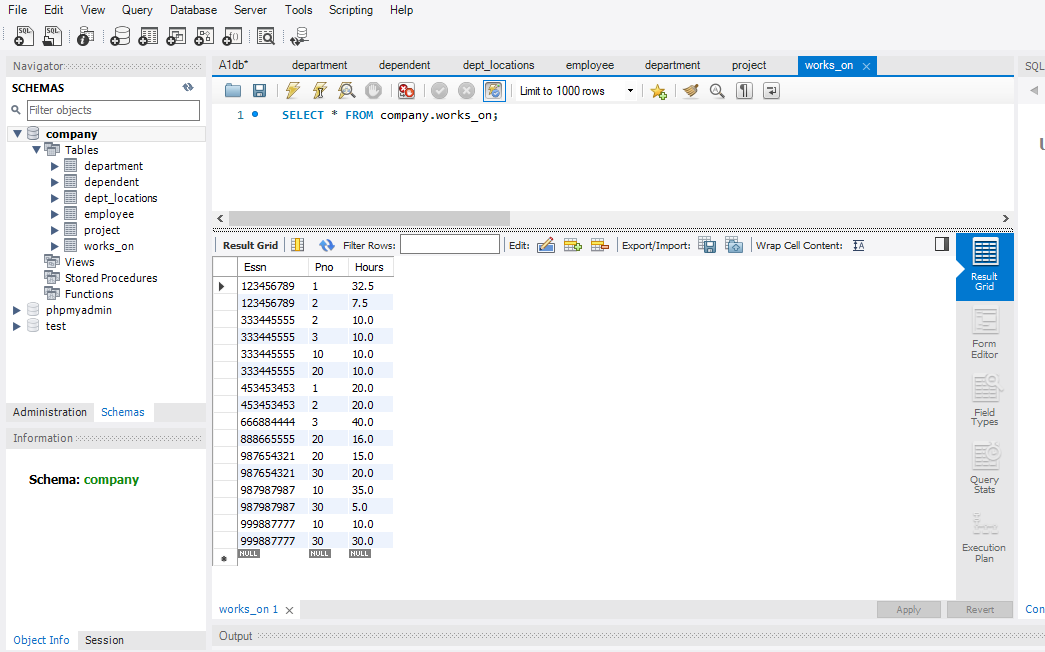 File Edit View Query Database Server Tools Scripting Help
Navigator
SCHEMAS
Filter objects
company
Tables
department
dependent
dept_locations
employee
project
works_on
Views
Stored Procedures
Functions
phpmyadmin
test
Administration Schemas
Information
Schema: company
Object Info Session
A1db* department dependent dept_locations employee department project works_on
Limit to 1000 rows
1 SELECT * FROM company.works_on;
Result Grid Filter Rows: Edit: Export/Import: Wrap Cell Content:
Essn Pno Hours
123456789 1 32.5
123456789 2 7.5
333445555 2 10.0
333445555 3 10.0
333445555 10 10.0
333445555 20 10.0
453453453 1 20.0
453453453 2 20.0
666884444 3 40.0
888665555 20 16.0
987654321 20 15.0
987654321 30 20.0
987987987 10 35.0
987987987 30 5.0
999887777 10 10.0
999887777 30 30.0
NULL NULL NULL
Result
Grid
Form
Editor
Field
Types
Query
Stats
Execution
Plan
works_on 1
Apply Revert
Output
SQL
Con